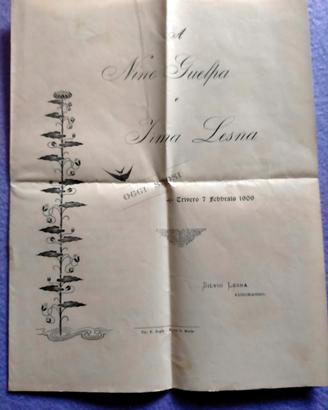 A
Nino Guelpa
e
Irma Lesna
OGGI SPOSI
Trivero 7 Febbraio 1909
SILVIO LESNA